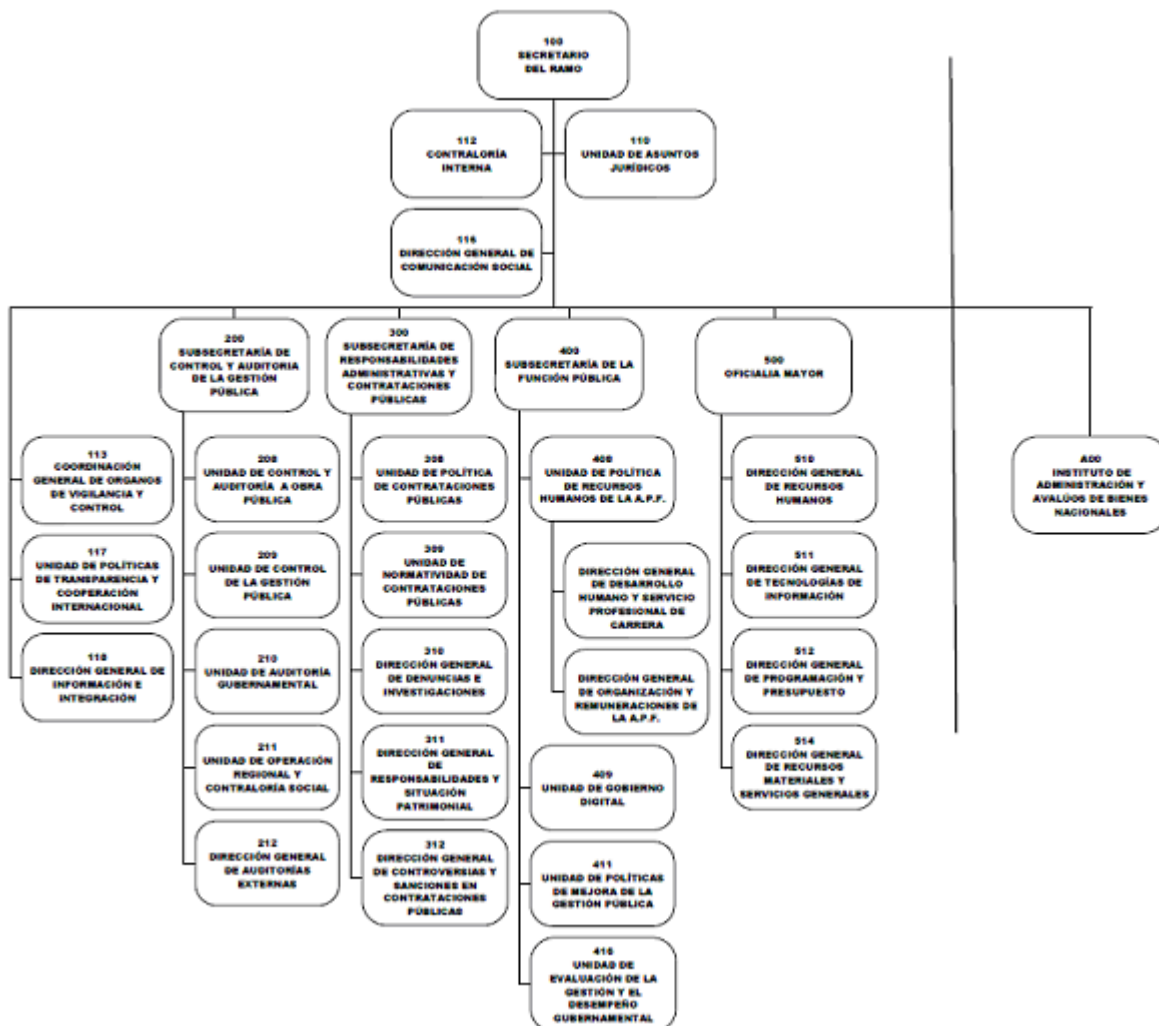 100
SECRETARIO
DEL RAMO
112
CONTRALORÍA
INTERNA
110
UNIDAD DE ASUNTOS
JURÍDICOS
116
DIRECCIÓN GENERAL DE
COMUNICACIÓN SOCIAL
200
SUBSECRETARÍA DE
CONTROL Y AUDITORIA
DE LA GESTIÓN
PÚBLICA
300
SUBSECRETARÍA DE
RESPONSABILIDADES
ADMINISTRATIVAS Y
CONTRATACIONES
PÚBLICAS
400
SUBSECRETARÍA DE LA
FUNCIÓN PÚBLICA
500
OFICIALIA MAYOR
113
COORDINACIÓN
GENERAL DE ORGANOS
DE VIGILANCIA Y
CONTROL
117
UNIDAD DE POLÍTICAS
DE TRANSPARENCIA Y
COOPERACIÓN
INTERNACIONAL
118
DIRECCIÓN GENERAL DE
INFORMACIÓN E
INTEGRACIÓN
208
UNIDAD DE CONTROL Y
AUDITORÍA A OBRA
PÚBLICA
209
UNIDAD DE CONTROL
DE LA GESTIÓN
PÚBLICA
210
UNIDAD DE AUDITORÍA
GUBERNAMENTAL
211
UNIDAD DE OPERACIÓN
REGIONAL Y
CONTRALORÍA SOCIAL
212
DIRECCIÓN GENERAL
DE AUDITORÍAS
EXTERNAS
308
UNIDAD DE POLÍTICA
DE CONTRATACIONES
PÚBLICAS
309
UNIDAD DE
NORMATIVIDAD DE
CONTRATACIONES
PÚBLICAS
310
DIRECCIÓN GENERAL
DE DENUNCIAS E
INVESTIGACIONES
311
DIRECCIÓN GENERAL
DE
RESPONSABILIDADES Y
SITUACIÓN
PATRIMONIAL
312
DIRECCIÓN GENERAL
DE CONTROVERSIAS Y
SANCIONES EN
CONTRATACIONES
PÚBLICAS
408
UNIDAD DE POLÍTICA
DE RECURSOS
HUMANOS DE LA A.P.F.
DIRECCIÓN GENERAL
DE DESARROLLO
HUMANO Y SERVICIO
PROFESIONAL DE
CARRERA
DIRECCIÓN GENERAL
DE ORGANIZACIÓN Y
REMUNERACIONES DE
LA A.P.F.
409
UNIDAD DE GOBIERNO
DIGITAL
411
UNIDAD DE POLÍTICAS
DE MEJORA DE LA
GESTIÓN PÚBLICA
416
UNIDAD DE
EVALUACIÓN DE LA
GESTIÓN Y EL
DESEMPEÑO
GUBERNAMENTAL
510
DIRECCIÓN GENERAL
DE RECURSOS
HUMANOS
511
DIRECCIÓN GENERAL
DE TECNOLOGÍAS DE
INFORMACIÓN
512
DIRECCIÓN GENERAL
DE PROGRAMACIÓN Y
PRESUPUESTO
514
DIRECCIÓN GENERAL
DE RECURSOS
MATERIALES Y
SERVICIOS GENERALES
A00
INSTITUTO DE
ADMINISTRACIÓN Y
AVALÚOS DE BIENES
NACIONALES